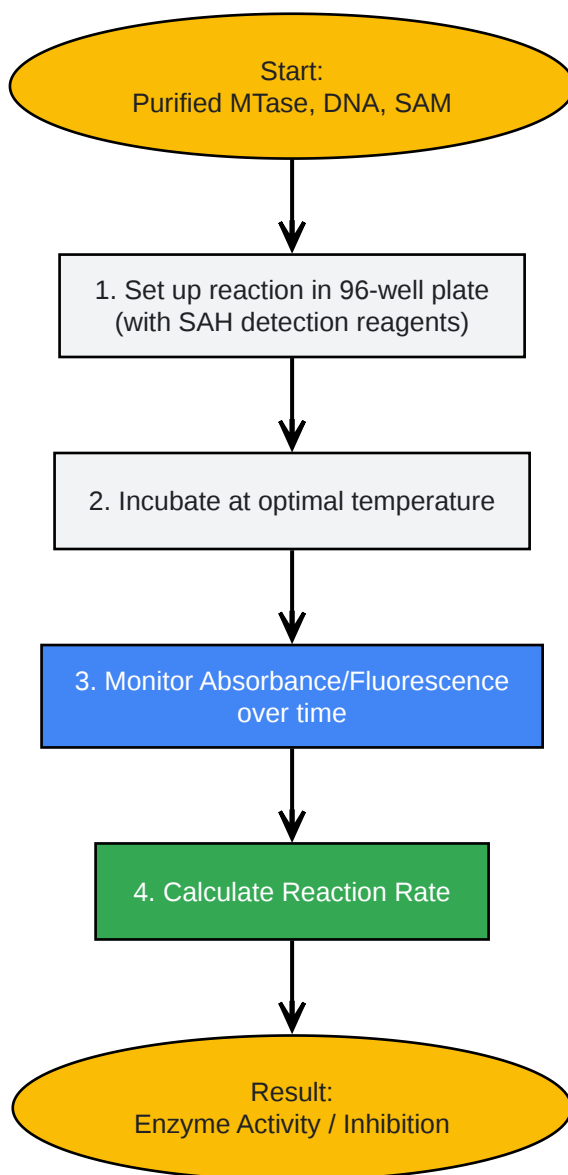 Start:
Purified MTase, DNA, SAM
1. Set up reaction in 96-well plate
(with SAH detection reagents)
2. Incubate at optimal temperature
3. Monitor Absorbance/Fluorescence
over time
4. Calculate Reaction Rate
Result:
Enzyme Activity / Inhibition